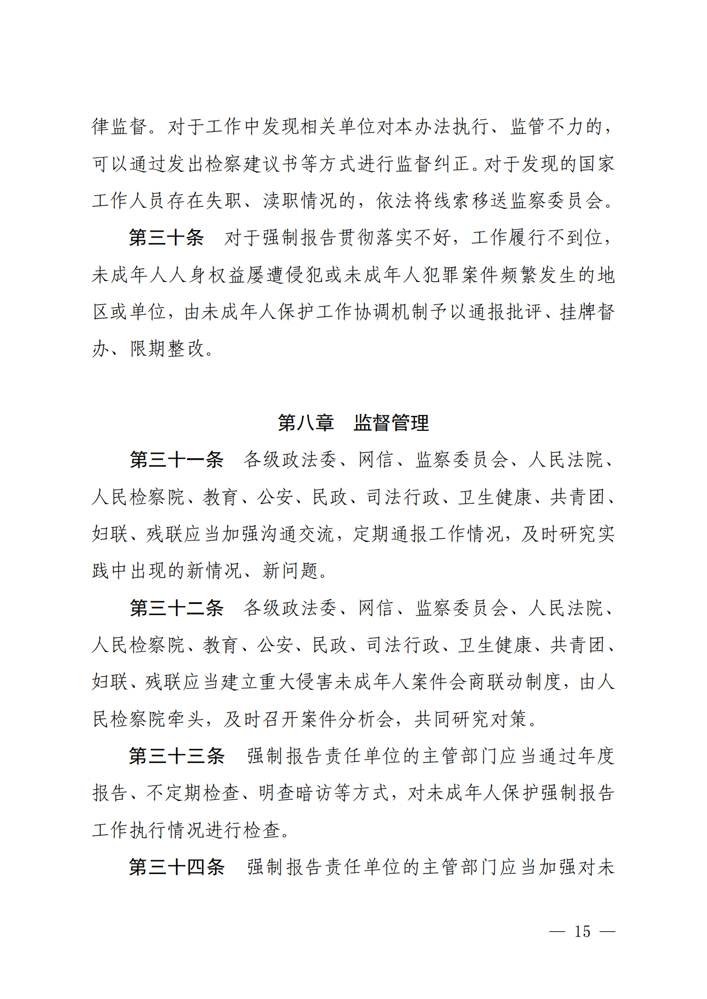 律监督。对于工作中发现相关单位对本办法执行、监管不力的，
可以通过发出检察建议书等方式进行监督纠正。对于发现的国家
工作人员存在失职、渎职情况的，依法将线索移送监察委员会。
第三十条　对于强制报告贯彻落实不好，工作履行不到位，
未成年人人身权益屡遭侵犯或未成年人犯罪案件频繁发生的地
区或单位，由未成年人保护工作协调机制予以通报批评、挂牌督
办、限期整改。
第八章　监督管理
第三十一条　各级政法委、网信、监察委员会、人民法院、
人民检察院、教育、公安、民政、司法行政、卫生健康、共青团、
妇联、残联应当加强沟通交流，定期通报工作情况，及时研究实
践中出现的新情况、新问题。
第三十二条　各级政法委、网信、监察委员会、人民法院、
人民检察院、教育、公安、民政、司法行政、卫生健康、共青团、
妇联、残联应当建立重大侵害未成年人案件会商联动制度，由人
民检察院牵头，及时召开案件分析会，共同研究对策。
第三十三条　强制报告责任单位的主管部门应当通过年度
报告、不定期检查、明查暗访等方式，对未成年人保护强制报告
工作执行情况进行检查。
第三十四条　强制报告责任单位的主管部门应当加强对未
— 15 —